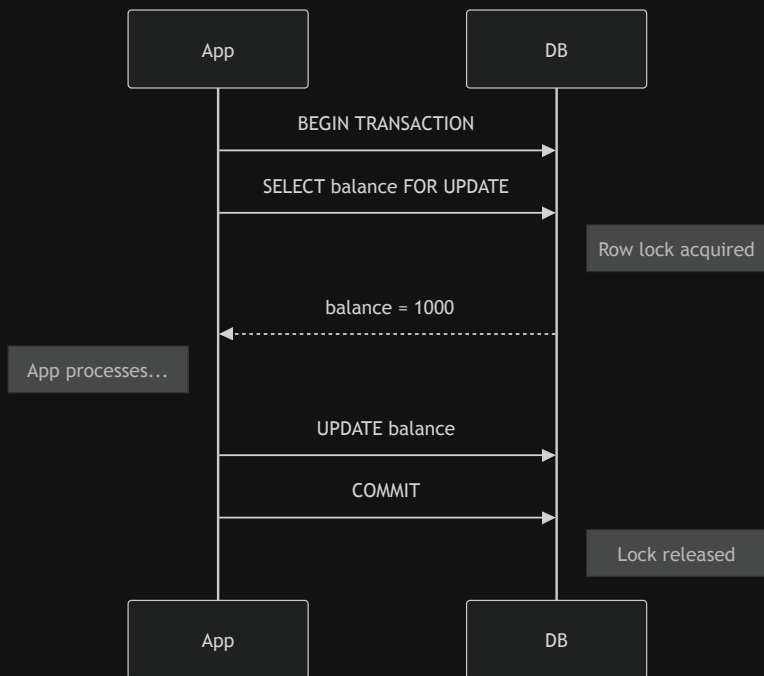 App
DB
BEGIN TRANSACTION
SELECT balance FOR UPDATE
Row lock acquired
balance = 1000
App processes...
UPDATE balance
COMMIT
Lock released
App
DB